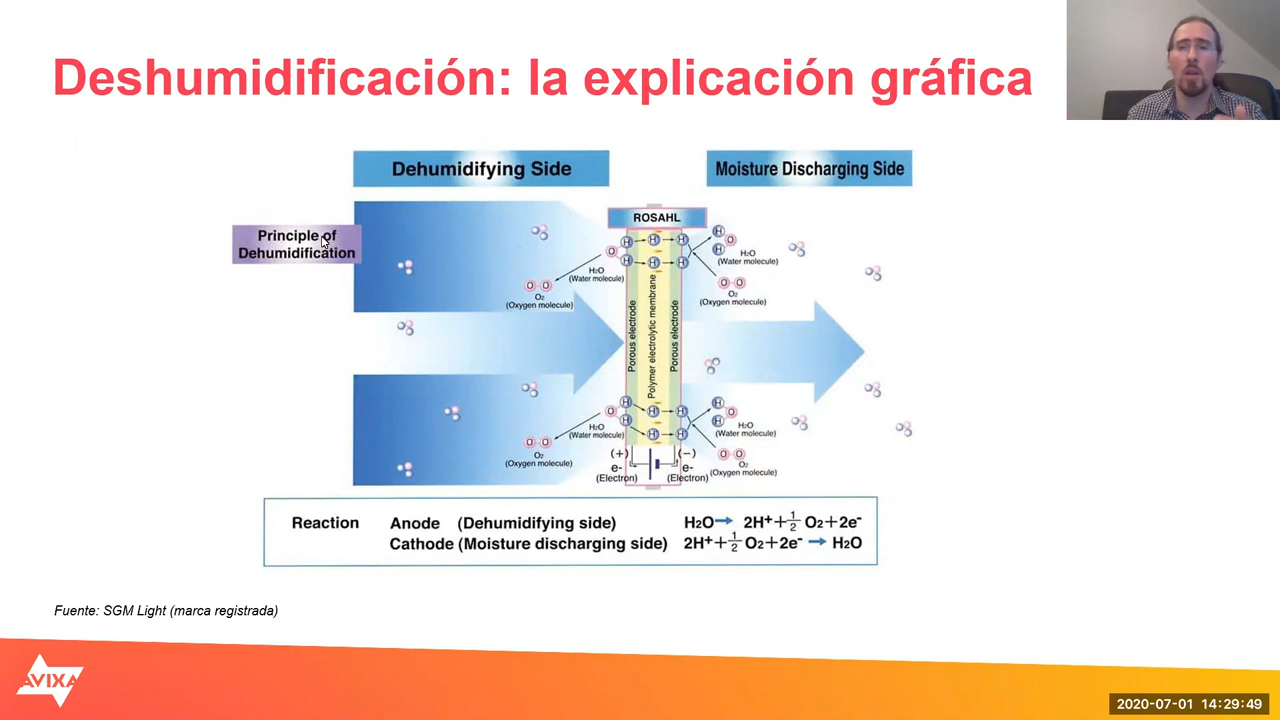 Deshumidificación: la explicación gráfica
Dehumidifying Side
Moisture Discharging Side
Principle of
Dehumidification
ROSAHL
H H H
O
H H H
H₂O
(Water molecule)
O O
O₂
(Oxygen molecule)
H
O
H
H₂O
(Water molecule)
O O
O₂
(Oxygen molecule)
Porous electrode
Polymer electrolytic membrane
Porous electrode
H H H
O
H H H
H₂O
(Water molecule)
O O
O₂
(Oxygen molecule)
H
O
H
H₂O
(Water molecule)
O O
O₂
(Oxygen molecule)
(+)
e-
(Electron)
(−)
e-
(Electron)
Reaction Anode (Dehumidifying side) H₂O→ 2H⁺+½ O₂+2e⁻
Cathode (Moisture discharging side) 2H⁺+½ O₂+2e⁻ → H₂O
Fuente: SGM Light (marca registrada)
AVIXA
2020-07-01 14:29:49